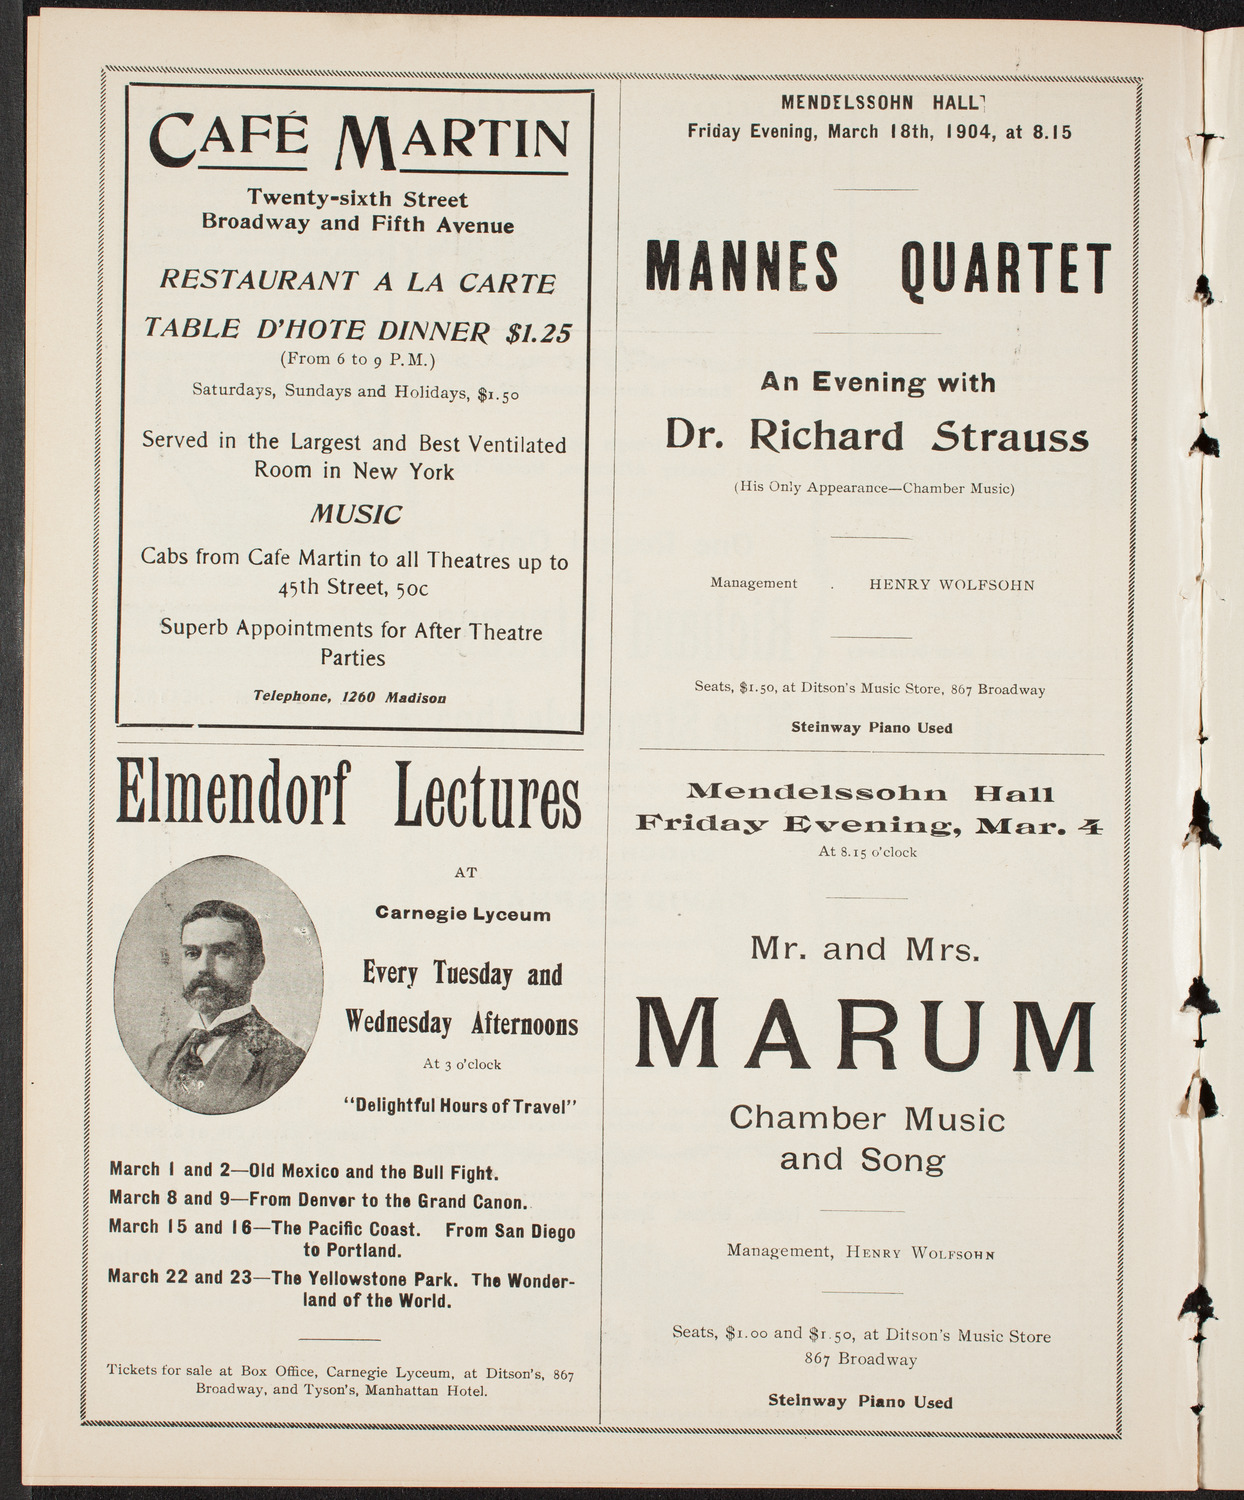 CAFÉ MARTIN
Twenty-sixth Street
Broadway and Fifth Avenue
RESTAURANT A LA CARTE
TABLE D'HOTE DINNER $1.25
(From 6 to 9 P.M.)
Saturdays, Sundays and Holidays, $1.50
Served in the Largest and Best Ventilated
Room in New York
MUSIC
Cabs from Cafe Martin to all Theatres up to
45th Street, 50c
Superb Appointments for After Theatre
Parties
Telephone, 1260 Madison
Elmendorf Lectures
AT
Carnegie Lyceum
Every Tuesday and
Wednesday Afternoons
At 3 o'clock
"Delightful Hours of Travel"
March 1 and 2—Old Mexico and the Bull Fight.
March 8 and 9—From Denver to the Grand Canon.
March 15 and 16—The Pacific Coast. From San Diego
to Portland.
March 22 and 23—The Yellowstone Park. The Wonder-
land of the World.
Tickets for sale at Box Office, Carnegie Lyceum, at Ditson's, 867
Broadway, and Tyson's, Manhattan Hotel.
MENDELSSOHN HALL
Friday Evening, March 18th, 1904, at 8.15
MANNES QUARTET
An Evening with
Dr. Richard Strauss
(His Only Appearance—Chamber Music)
Management . HENRY WOLFSOHN
Seats, $1.50, at Ditson's Music Store, 867 Broadway
Steinway Piano Used
Mendelssohn Hall
Friday Evening, Mar. 4
At 8.15 o'clock
Mr. and Mrs.
MARUM
Chamber Music
and Song
Management, HENRY WOLFSOHN
Seats, $1.00 and $1.50, at Ditson's Music Store
867 Broadway
Steinway Piano Used